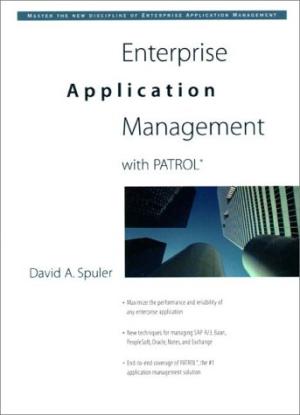 MASTER THE NEW DISCIPLINE OF ENTERPRISE APPLICATION MANAGEMENT
Enterprise
Application
Management
with PATROL®
David A. Spuler
• Maximize the performance and reliability of
any enterprise application
• New techniques for managing SAP R/3, Baan,
PeopleSoft, Oracle, Notes, and Exchange
• End-to-end coverage of PATROL®, the #1
application management solution